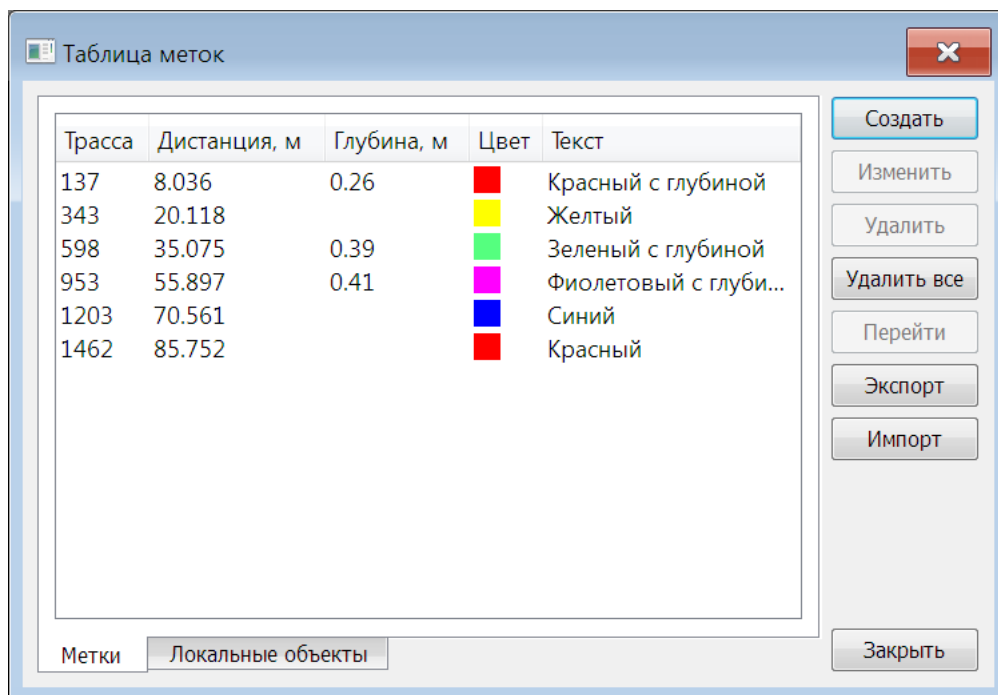 Таблица меток
Трасса Дистанция, м Глубина, м Цвет Текст
137 8.036 0.26 Красный с глубиной
343 20.118 Желтый
598 35.075 0.39 Зеленый с глубиной
953 55.897 0.41 Фиолетовый с глуби...
1203 70.561 Синий
1462 85.752 Красный
Создать
Изменить
Удалить
Удалить все
Перейти
Экспорт
Импорт
Метки Локальные объекты
Закрыть